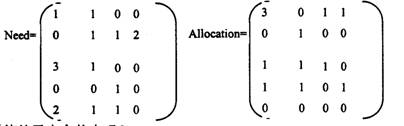 1 1 0 0 3 0 1 1
Need= 0 1 1 2 Allocation= 0 1 0 0
3 1 0 0 1 1 1 0
0 0 1 0 1 1 0 1
2 1 1 0 0 0 0 0